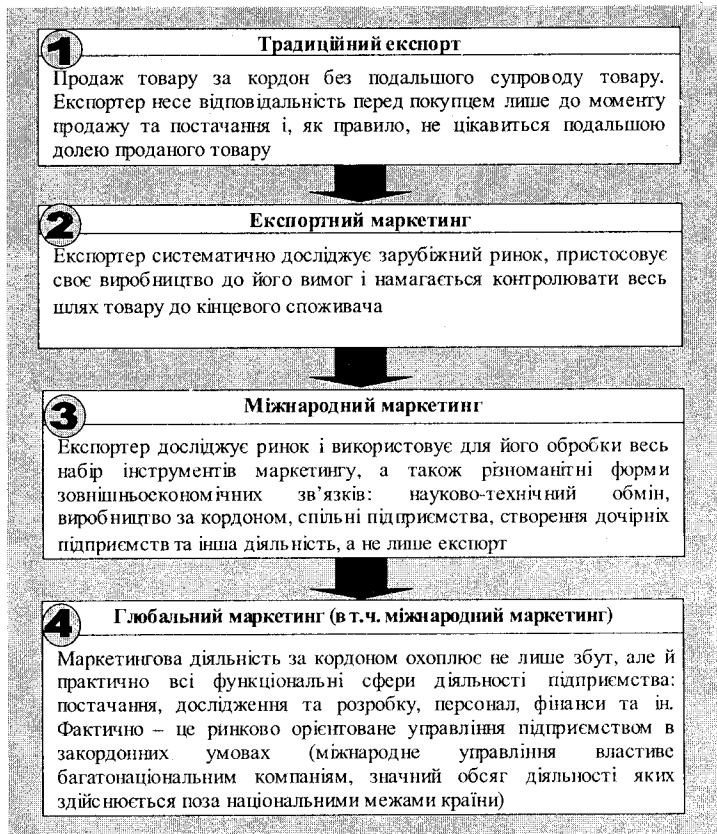 1
Традиційний експорт
Продаж товару за кордон без подальшого супроводу товару.
Експортер несе відповідальність перед покупцем лише до моменту
продажу та постачання і, як правило, не цікавиться подальшою
долею проданого товару
2
Експортний маркетинг
Експортер систематично досліджує зарубіжний ринок, пристосовує
своє виробництво до його вимог і намагається контролювати весь
шлях товару до кінцевого споживача
3
Міжнародний маркетинг
Експортер досліджує ринок і використовує для його обробки весь
набір інструментів маркетингу, а також різноманітні форми
зовнішньоекономічних зв’язків: науково-технічний обмін,
виробництво за кордоном, спільні підприємства, створення дочірніх
підприємств та інша діяльність, а не лише експорт
4
Глобальний маркетинг (в т.ч. міжнародний маркетинг)
Маркетингова діяльність за кордоном охоплює не лише збут, але й
практично всі функціональні сфери діяльності підприємства:
постачання, дослідження та розробку, персонал, фінанси та ін.
Фактично – це ринково орієнтоване управління підприємством в
закордонних умовах (міжнародне управління властиве
багатонаціональним компаніям, значний обсяг діяльності яких
здійснюється поза національними межами країни)